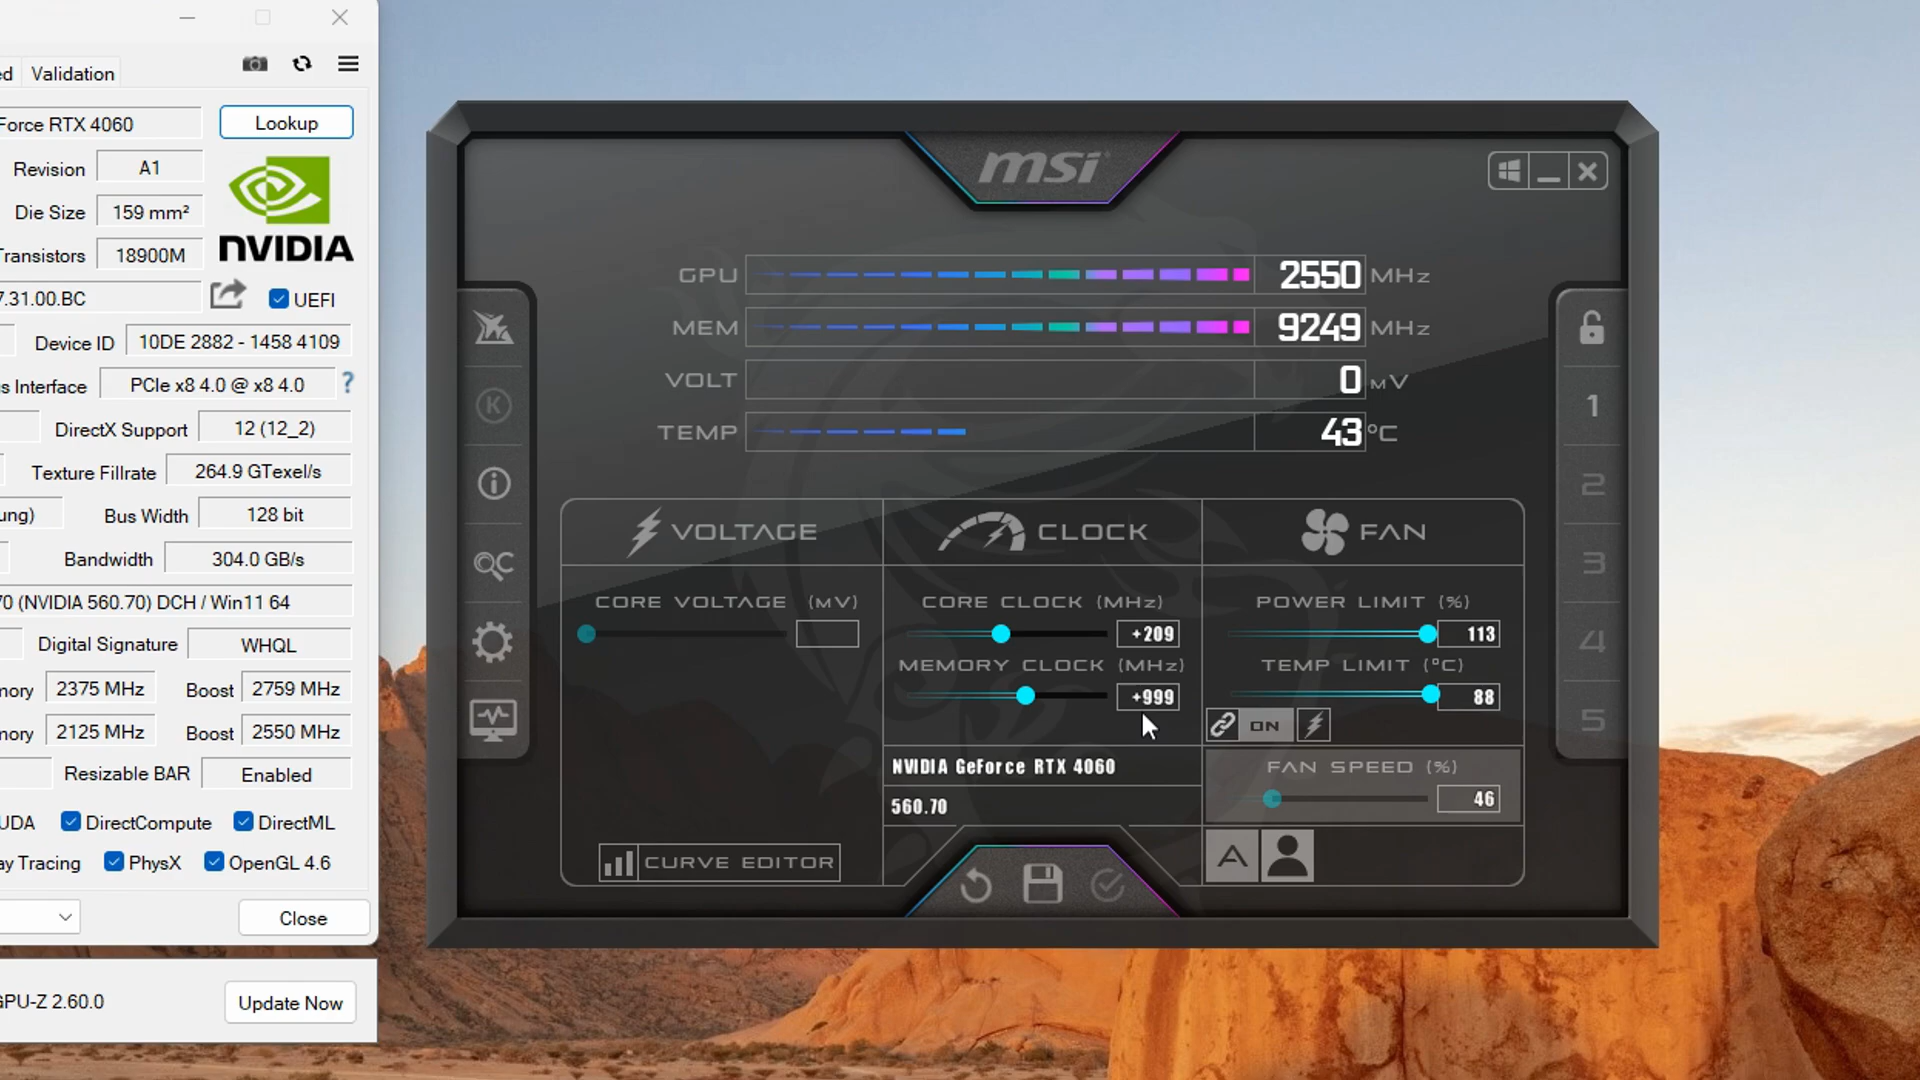 ed Validation
Force RTX 4060 Lookup
Revision A1
NVIDIA
Die Size 159 mm²
Transistors 18900M
7.31.00.BC UEFI
Device ID 10DE 2882 - 1458 4109
s Interface PCIe x8 4.0 @ x8 4.0 ?
DirectX Support 12 (12_2)
Texture Fillrate 264.9 GTexel/s
ung) Bus Width 128 bit
Bandwidth 304.0 GB/s
70 (NVIDIA 560.70) DCH / Win11 64
Digital Signature WHQL
mory 2375 MHz Boost 2759 MHz
mory 2125 MHz Boost 2550 MHz
Resizable BAR Enabled
UDA DirectCompute DirectML
ay Tracing PhysX OpenGL 4.6
Close
GPU-Z 2.60.0 Update Now
msi
GPU 2550 MHz
MEM 9249 MHz
VOLT 0 mV
TEMP 43 °C
K
i
OC
1
2
3
4
5
VOLTAGE CLOCK FAN
CORE VOLTAGE (MV) CORE CLOCK (MHz) POWER LIMIT (%)
+209 113
MEMORY CLOCK (MHz) TEMP LIMIT (°C)
+999 88
ON
NVIDIA GeForce RTX 4060 FAN SPEED (%)
560.70 46
CURVE EDITOR A